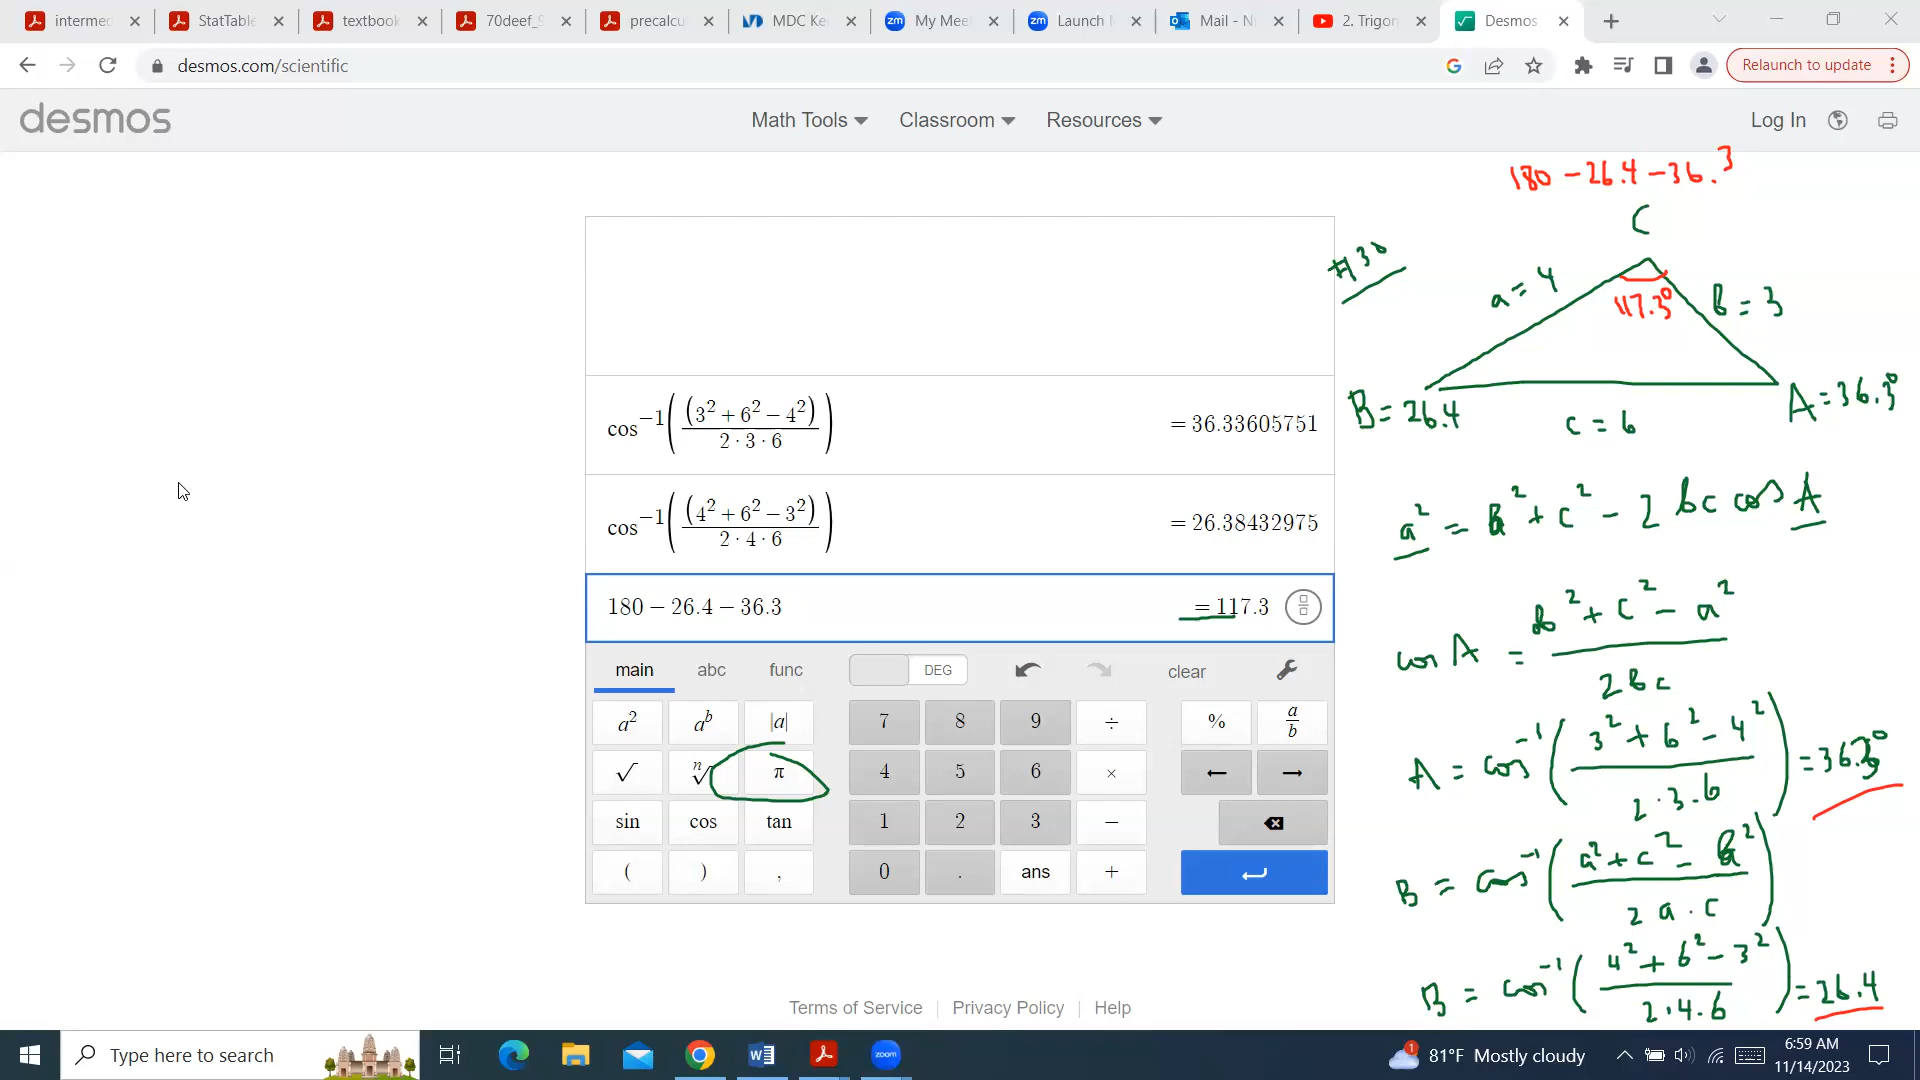 intermed StatTable textbook 70deef_S precalcu MDC Ke My Mee Launch Mail - Ni 2. Trigon Desmos
desmos.com/scientific Relaunch to update
desmos Math Tools Classroom Resources Log In
180 - 26.4 - 36.3
C
#30
a = 4
b = 3
117.3°
B = 26.4
A = 36.3°
c = 6
cos⁻¹((3² + 6² − 4²)/(2 · 3 · 6)) = 36.33605751
cos⁻¹((4² + 6² − 3²)/(2 · 4 · 6)) = 26.38432975
180 − 26.4 − 36.3 = 117.3
a² = b² + c² - 2bc cos A
cos A = (b² + c² - a²)/(2bc)
A = cos⁻¹((3² + 6² - 4²)/(2·3·6)) = 36.3°
B = cos⁻¹((a² + c² - b²)/(2a·c))
B = cos⁻¹((4² + 6² - 3²)/(2·4·6)) = 26.4
main abc func DEG clear
a² aᵇ |a| 7 8 9 ÷ % a/b
√ ⁿ√ π 4 5 6 × ← →
sin cos tan 1 2 3 −
( ) , 0 . ans +
Terms of Service | Privacy Policy | Help
Type here to search zoom 1 81°F Mostly cloudy 6:59 AM
11/14/2023